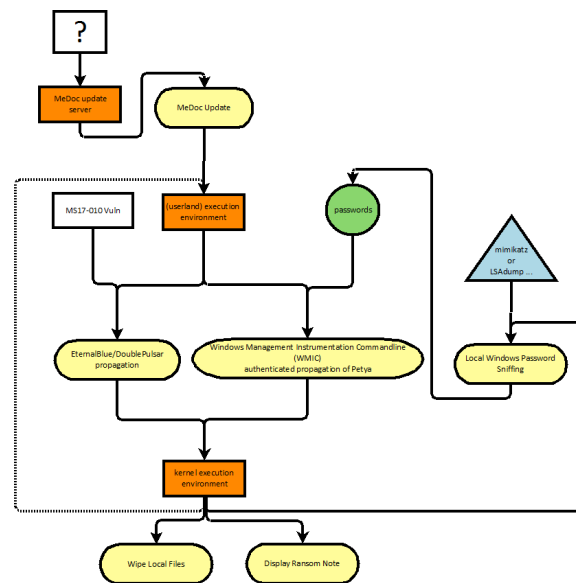 ?
MeDoc update
server
MeDoc Update
MS17-010 Vuln
(userland) execution
environment
passwords
mimikatz
or
LSAdump ...
EternalBlue/DoublePulsar
propagation
Windows Management Instrumentation Commandline
(WMIC)
authenticated propagation of Petya
Local Windows Password
Sniffing
kernel execution
environment
Wipe Local Files
Display Ransom Note